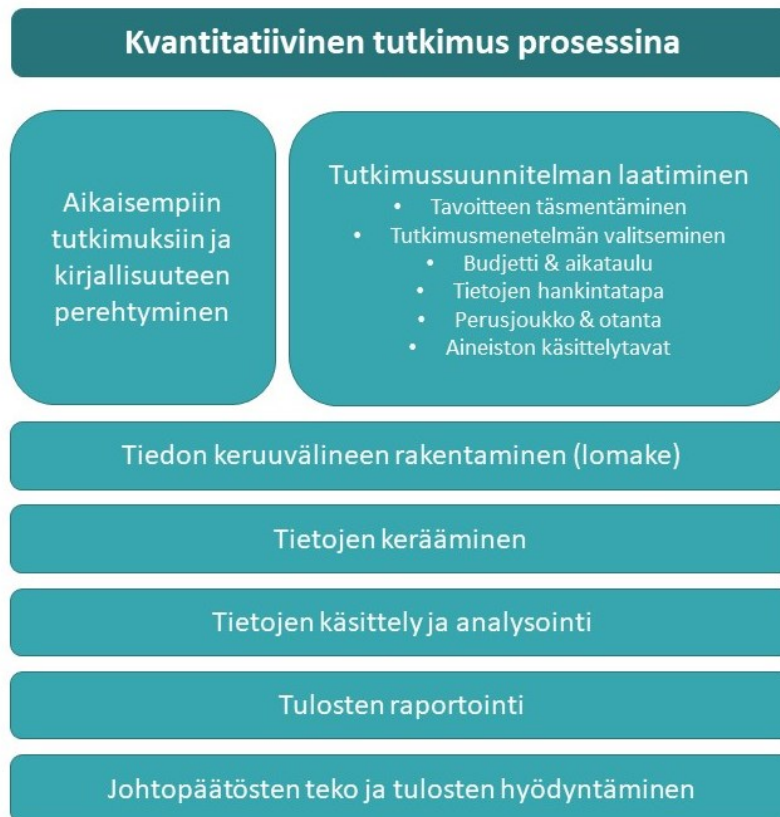 Kvantitatiivinen tutkimus prosessina
Aikaisempiin
tutkimuksiin ja
kirjallisuuteen
perehtyminen
Tutkimussuunnitelman laatiminen
• Tavoitteen täsmentäminen
• Tutkimusmenetelmän valitseminen
• Budjetti & aikataulu
• Tietojen hankintatapa
• Perusjoukko & otanta
• Aineiston käsittelytavat
Tiedon keruuvälineen rakentaminen (lomake)
Tietojen kerääminen
Tietojen käsittely ja analysointi
Tulosten raportointi
Johtopäätösten teko ja tulosten hyödyntäminen